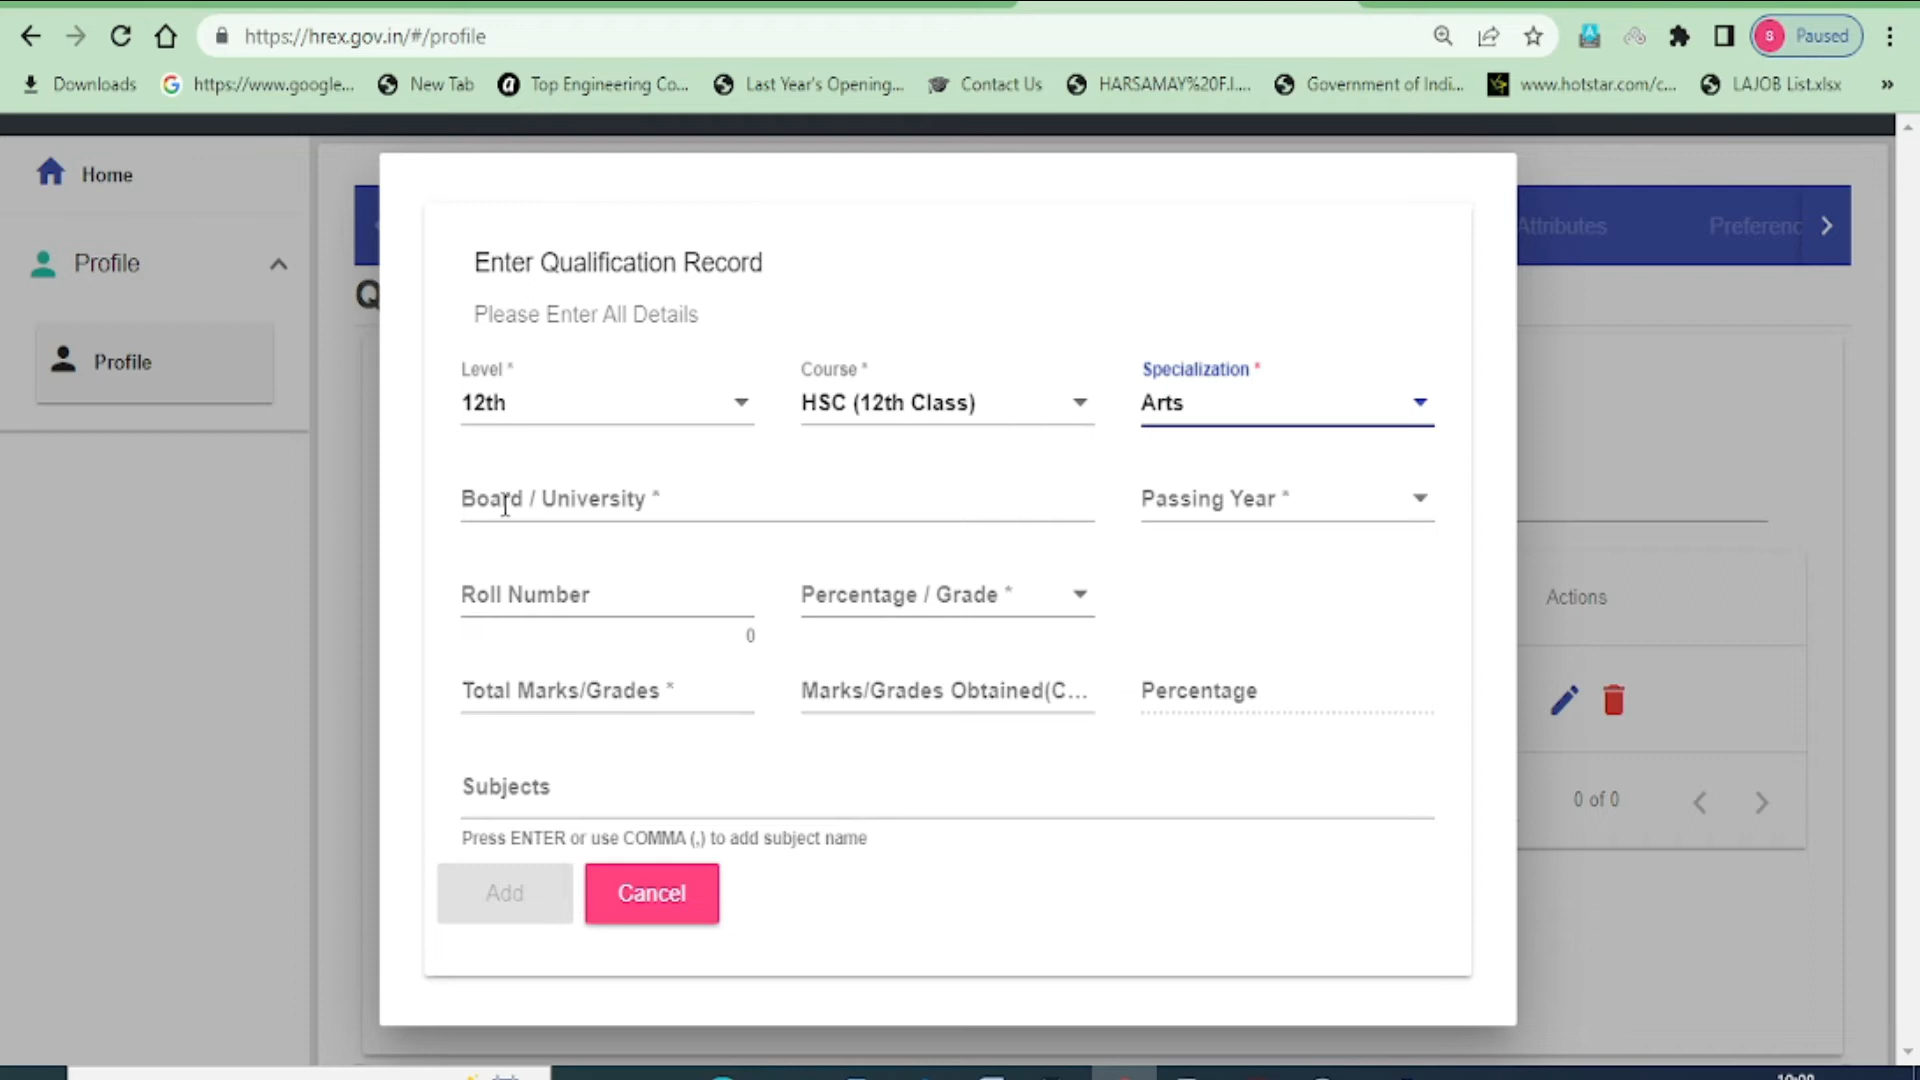 https://hrex.gov.in/#/profile
S Paused
Downloads https://www.google... New Tab Top Engineering Co... Last Year's Opening... Contact Us HARSAMAY%20F.I.... Government of Indi... www.hotstar.com/c... LAJOB List.xlsx »
Home
Profile
Profile
Attributes
Preferenc
Q
Enter Qualification Record
Please Enter All Details
Level * Course * Specialization *
12th HSC (12th Class) Arts
Board / University * Passing Year *
Roll Number Percentage / Grade *
0
Actions
Total Marks/Grades * Marks/Grades Obtained(C... Percentage
Subjects
Press ENTER or use COMMA (,) to add subject name
0 of 0
Add Cancel